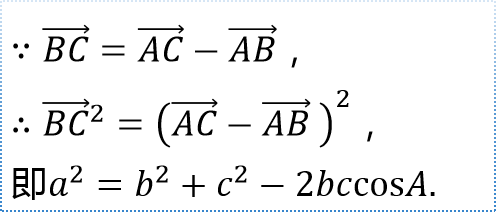 ∵ $\overrightarrow{BC} = \overrightarrow{AC} - \overrightarrow{AB}$ ,
∴ $\overrightarrow{BC}^2 = (\overrightarrow{AC} - \overrightarrow{AB})^2$ ,
即$a^2 = b^2 + c^2 - 2bc\cos A$.